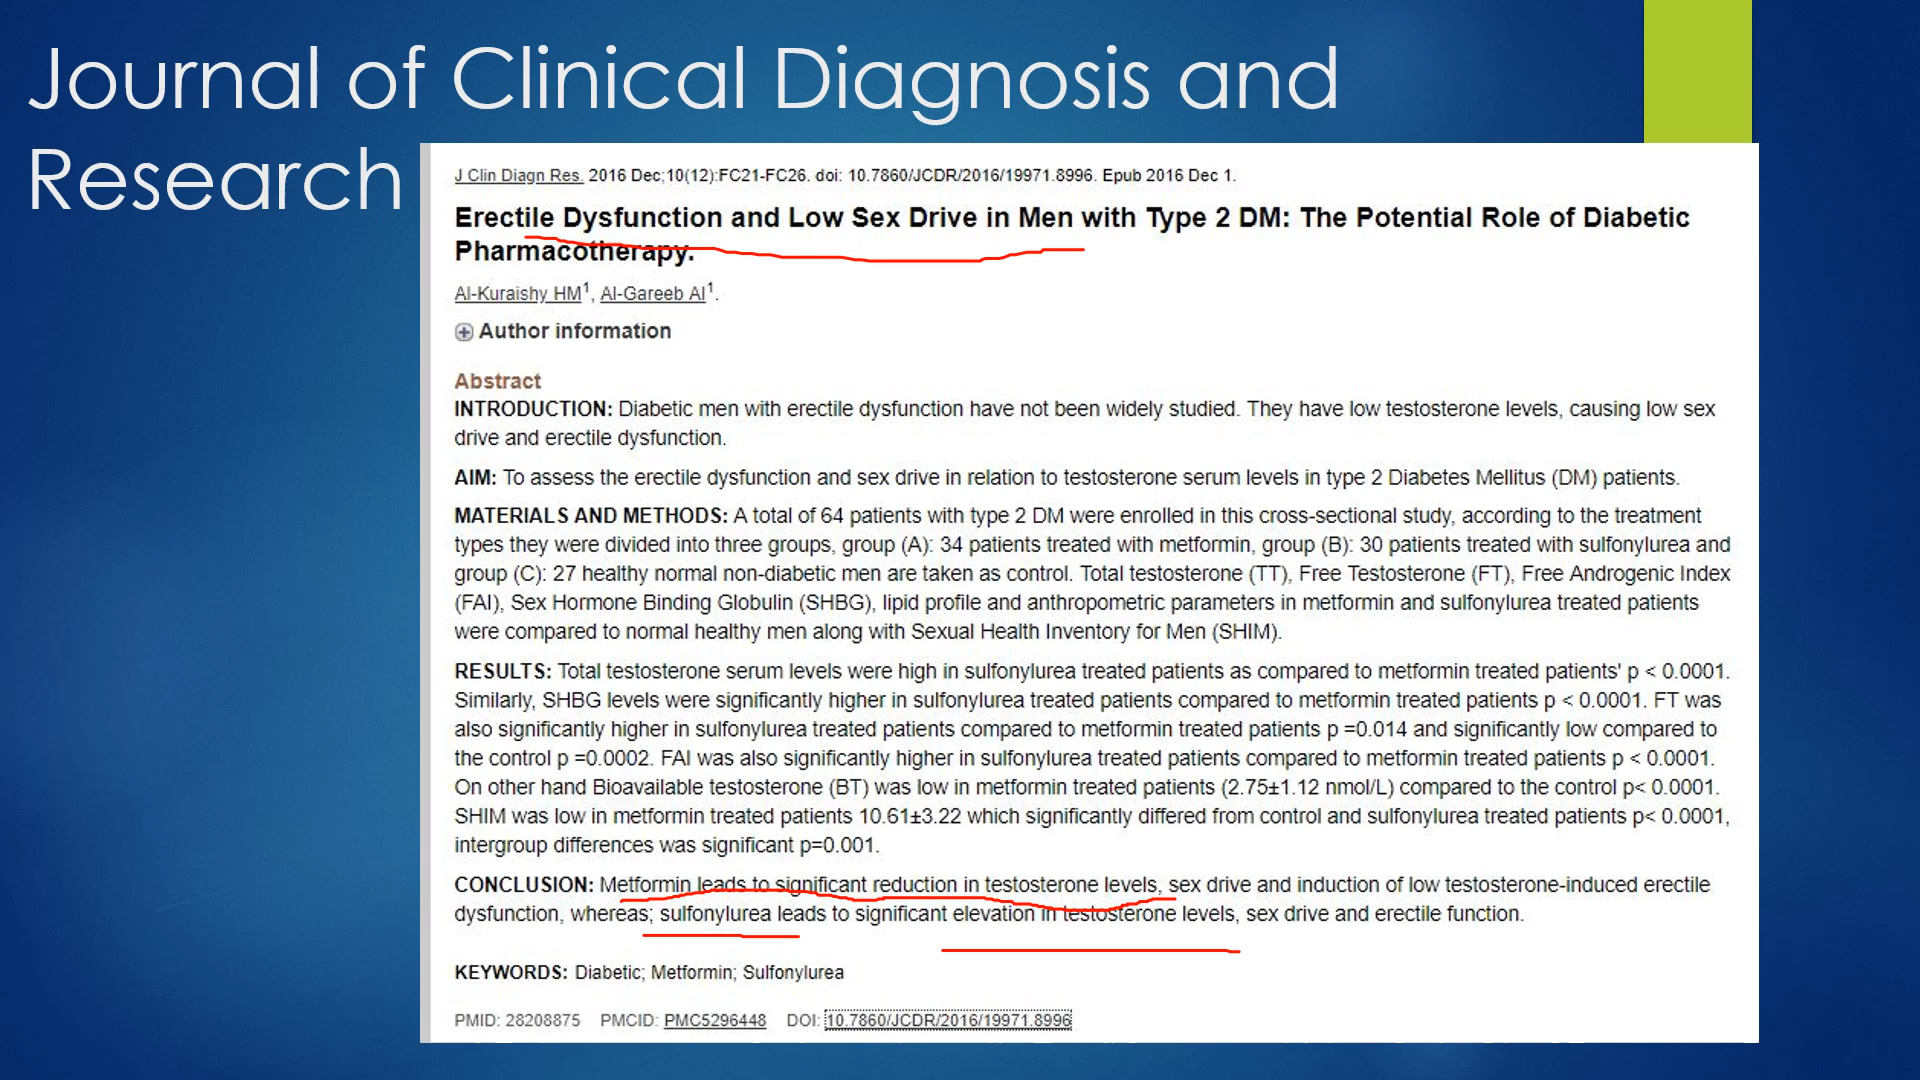 Journal of Clinical Diagnosis and
Research
J Clin Diagn Res. 2016 Dec;10(12):FC21-FC26. doi: 10.7860/JCDR/2016/19971.8996. Epub 2016 Dec 1.
Erectile Dysfunction and Low Sex Drive in Men with Type 2 DM: The Potential Role of Diabetic
Pharmacotherapy.
Al-Kuraishy HM1, Al-Gareeb AI1.
Author information
Abstract
INTRODUCTION: Diabetic men with erectile dysfunction have not been widely studied. They have low testosterone levels, causing low sex
drive and erectile dysfunction.
AIM: To assess the erectile dysfunction and sex drive in relation to testosterone serum levels in type 2 Diabetes Mellitus (DM) patients.
MATERIALS AND METHODS: A total of 64 patients with type 2 DM were enrolled in this cross-sectional study, according to the treatment
types they were divided into three groups, group (A): 34 patients treated with metformin, group (B): 30 patients treated with sulfonylurea and
group (C): 27 healthy normal non-diabetic men are taken as control. Total testosterone (TT), Free Testosterone (FT), Free Androgenic Index
(FAI), Sex Hormone Binding Globulin (SHBG), lipid profile and anthropometric parameters in metformin and sulfonylurea treated patients
were compared to normal healthy men along with Sexual Health Inventory for Men (SHIM).
RESULTS: Total testosterone serum levels were high in sulfonylurea treated patients as compared to metformin treated patients' p < 0.0001.
Similarly, SHBG levels were significantly higher in sulfonylurea treated patients compared to metformin treated patients p < 0.0001. FT was
also significantly higher in sulfonylurea treated patients compared to metformin treated patients p =0.014 and significantly low compared to
the control p =0.0002. FAI was also significantly higher in sulfonylurea treated patients compared to metformin treated patients p < 0.0001.
On other hand Bioavailable testosterone (BT) was low in metformin treated patients (2.75±1.12 nmol/L) compared to the control p< 0.0001.
SHIM was low in metformin treated patients 10.61±3.22 which significantly differed from control and sulfonylurea treated patients p< 0.0001,
intergroup differences was significant p=0.001.
CONCLUSION: Metformin leads to significant reduction in testosterone levels, sex drive and induction of low testosterone-induced erectile
dysfunction, whereas; sulfonylurea leads to significant elevation in testosterone levels, sex drive and erectile function.
KEYWORDS: Diabetic; Metformin; Sulfonylurea
PMID: 28208875 PMCID: PMC5296448 DOI: 10.7860/JCDR/2016/19971.8996